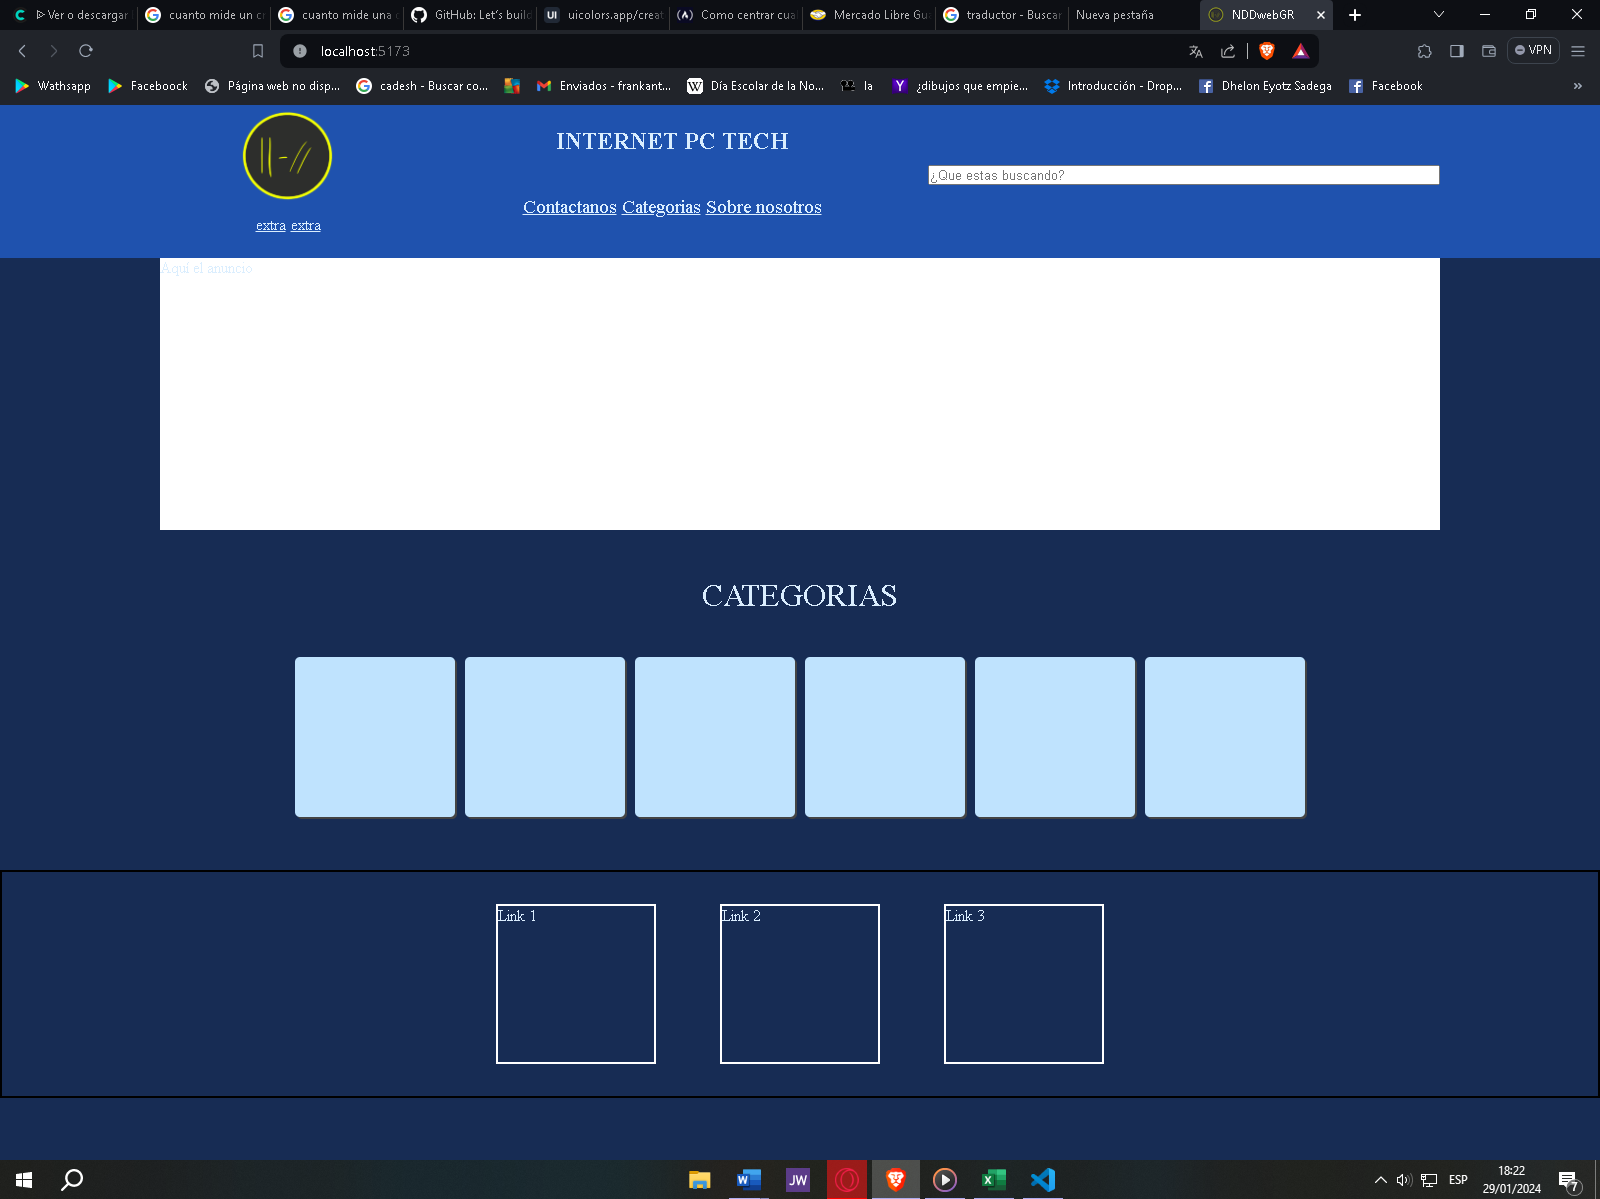 ▷ Ver o descargar
cuanto mide un c
cuanto mide una
GitHub: Let's build
uicolors.app/creat
Como centrar cua
Mercado Libre Gu
traductor - Buscar
Nueva pestaña
NDDwebGR
localhost:5173
VPN
Wathsapp
Faceboock
Página web no disp...
cadesh - Buscar co...
Enviados - frankant...
Día Escolar de la No...
la
¿dibujos que empie...
Introducción - Drop...
Dhelon Eyotz Sadega
Facebook
INTERNET PC TECH
¿Que estas buscando?
Contactanos Categorias Sobre nosotros
extra extra
Aqui el anuncio
CATEGORIAS
Link 1
Link 2
Link 3
ESP
18:22
29/01/2024
7